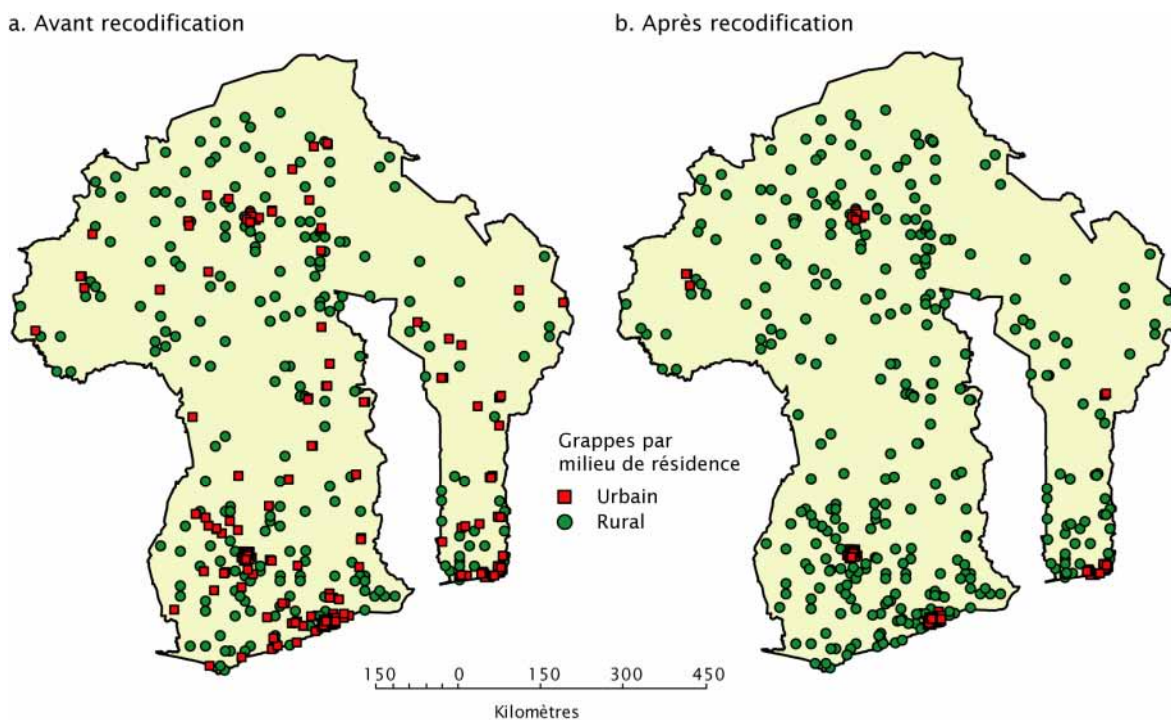 a. Avant recodification
b. Après recodification
Grappes par
milieu de résidence
Urbain
Rural
150 0 150 300 450
Kilomètres